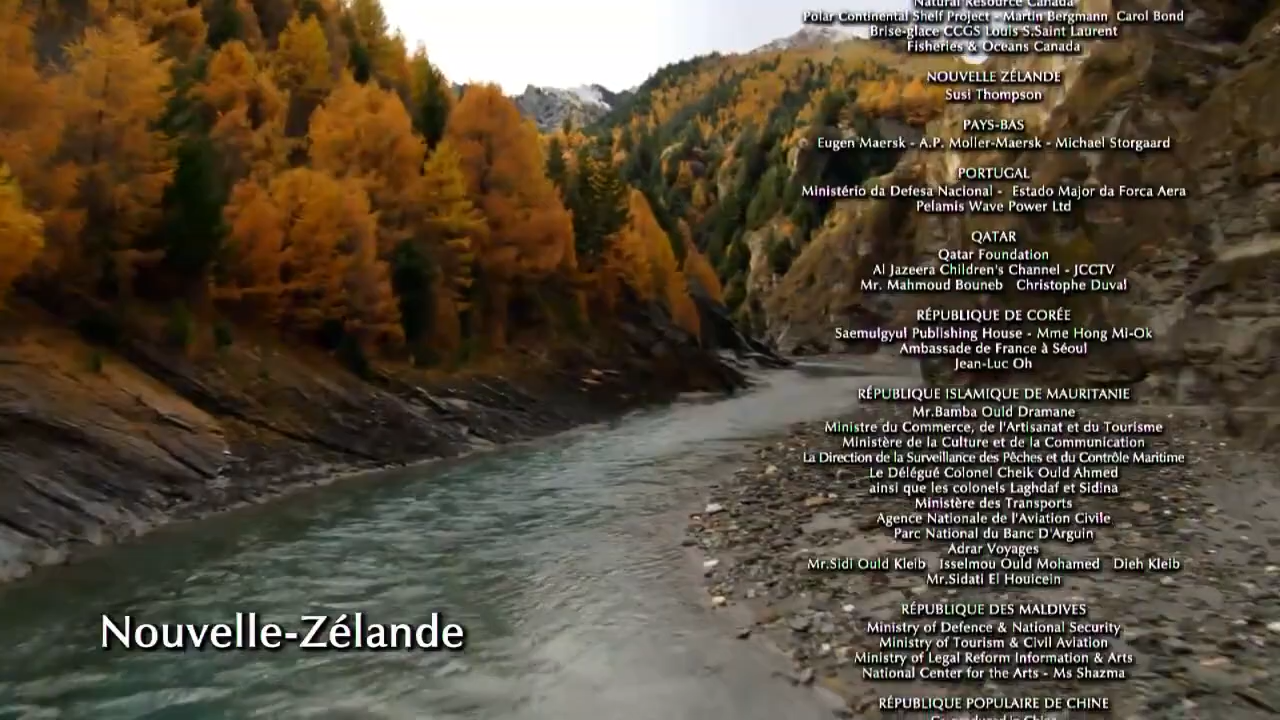 Natural Resource Canada
Polar Continental Shelf Project - Martin Bergmann Carol Bond
Brise-glace CCGS Louis S.Saint Laurent
Fisheries & Oceans Canada
NOUVELLE ZÉLANDE
Susi Thompson
PAYS-BAS
Eugen Maersk - A.P. Moller-Maersk - Michael Storgaard
PORTUGAL
Ministério da Defesa Nacional - Estado Major da Forca Aera
Pelamis Wave Power Ltd
QATAR
Qatar Foundation
Al Jazeera Children's Channel - JCCTV
Mr. Mahmoud Bouneb Christophe Duval
RÉPUBLIQUE DE CORÉE
Saemulgyul Publishing House - Mme Hong Mi-Ok
Ambassade de France à Séoul
Jean-Luc Oh
RÉPUBLIQUE ISLAMIQUE DE MAURITANIE
Mr.Bamba Ould Dramane
Ministre du Commerce, de l'Artisanat et du Tourisme
Ministère de la Culture et de la Communication
La Direction de la Surveillance des Pêches et du Contrôle Maritime
Le Délégué Colonel Cheik Ould Ahmed
ainsi que les colonels Laghdaf et Sidina
Ministère des Transports
Agence Nationale de l'Aviation Civile
Parc National du Banc D'Arguin
Adrar Voyages
Mr.Sidi Ould Kleib Isselmou Ould Mohamed Dieh Kleib
Mr.Sidati El Houicein
RÉPUBLIQUE DES MALDIVES
Ministry of Defence & National Security
Ministry of Tourism & Civil Aviation
Ministry of Legal Reform Information & Arts
National Center for the Arts - Ms Shazma
RÉPUBLIQUE POPULAIRE DE CHINE
Nouvelle-Zélande